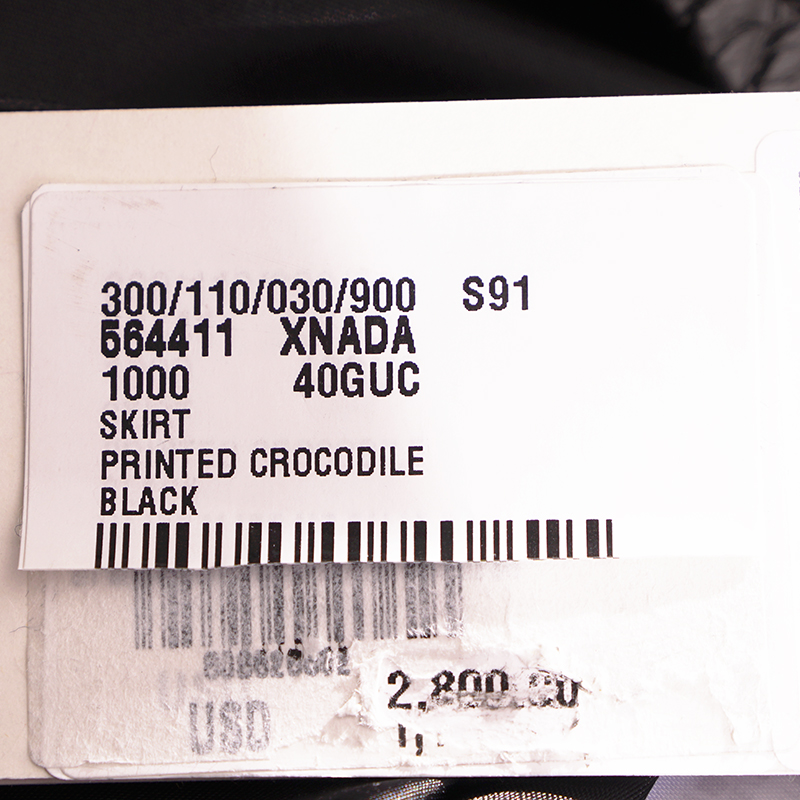 300/110/030/900 S91
564411 XNADA
1000 40GUC
SKIRT
PRINTED CROCODILE
BLACK
USD